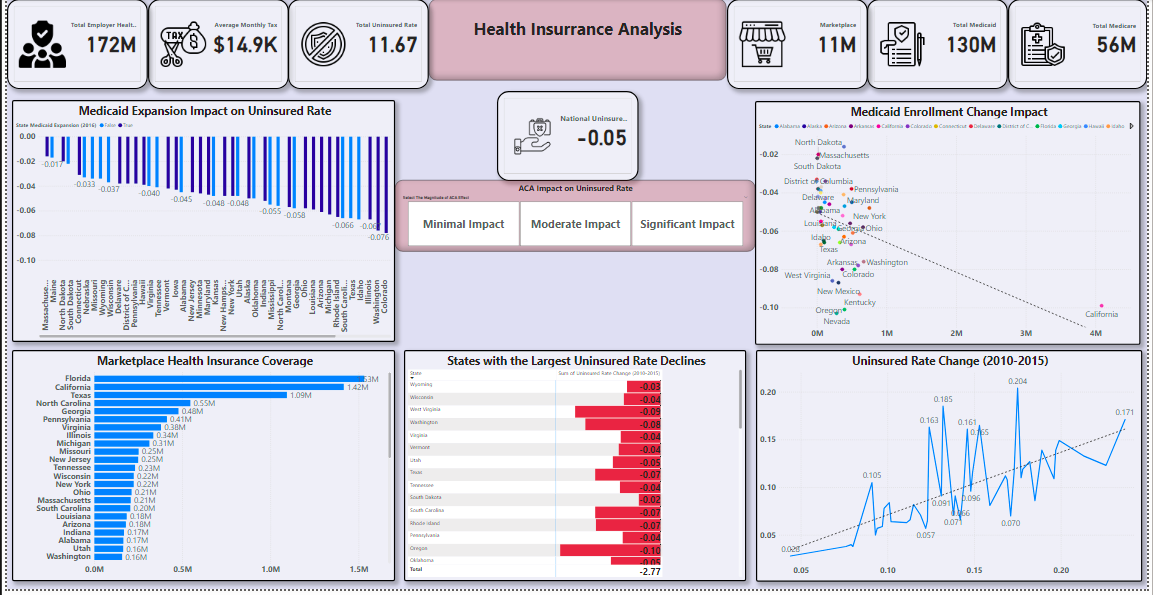 Total Employer Healt..
172M
Average Monthly Tax
$14.9K
Total Uninsured Rate
11.67
Health Insurrance Analysis
Marketplace
11M
Total Medicaid
130M
Total Medicare
56M
National Uninsure..
-0.05
ACA Impact on Uninsured Rate
Select The Magnitude of ACA Effect
Minimal Impact
Moderate Impact
Significant Impact
Medicaid Expansion Impact on Uninsured Rate
State Medicaid Expansion (2016) False True
0.00
-0.02
-0.04
-0.06
-0.08
-0.10
-0.017
-0.033
-0.037
-0.040
-0.045
-0.048
-0.048
-0.055
-0.058
-0.066
-0.076
Massachuse...
Maine
North Dakota
South Dakota
Connecticut
Nebraska
Missouri
Wyoming
Wisconsin
Delaware
District of C...
Pennsylvania
Hawaii
Virginia
Tennessee
Vermont
Iowa
Alabama
New Jersey
Minnesota
Maryland
Kansas
New Hamps...
New York
Utah
Alaska
Oklahoma
Indiana
Mississippi
North Carol...
Montana
Georgia
Ohio
Louisiana
Arizona
Michigan
Rhode Island
South Caroli...
Texas
Idaho
Illinois
Washington
Colorado
Medicaid Enrollment Change Impact
State Alabama Alaska Arizona Arkansas California Colorado Connecticut Delaware District of C... Florida Georgia Hawaii Idaho
-0.02
-0.04
-0.06
-0.08
-0.10
North Dakota
Massachusetts
South Dakota
District of Columbia
Pennsylvania
Delaware
Maryland
Alabama
New York
Louisiana
Georgia
Ohio
Idaho
Arizona
Texas
Arkansas
Washington
Colorado
West Virginia
New Mexico
Kentucky
Oregon
Nevada
California
0M
1M
2M
3M
4M
Marketplace Health Insurance Coverage
Florida
California 1.42M
Texas 1.09M
North Carolina 0.55M
Georgia 0.48M
Pennsylvania 0.41M
Virginia 0.38M
Illinois 0.34M
Michigan 0.31M
Missouri 0.25M
New Jersey 0.25M
Tennessee 0.23M
Wisconsin 0.22M
New York 0.22M
Ohio 0.21M
Massachusetts 0.21M
South Carolina 0.20M
Louisiana 0.18M
Arizona 0.18M
Indiana 0.17M
Alabama 0.17M
Utah 0.16M
Washington 0.16M
0.0M
0.5M
1.0M
1.5M
States with the Largest Uninsured Rate Declines
State Sum of Uninsured Rate Change (2010-2015)
Wyoming -0.03
Wisconsin -0.04
West Virginia -0.09
Washington -0.08
Virginia -0.04
Vermont -0.04
Utah -0.05
Texas -0.07
Tennessee -0.04
South Dakota -0.02
South Carolina -0.07
Rhode Island -0.07
Pennsylvania -0.04
Oregon -0.10
Oklahoma -0.05
Total -2.77
Uninsured Rate Change (2010-2015)
0.20
0.15
0.10
0.05
0.028
0.105
0.057
0.163
0.185
0.091
0.071
0.066
0.161
0.096
0.165
0.070
0.204
0.171
0.05
0.10
0.15
0.20